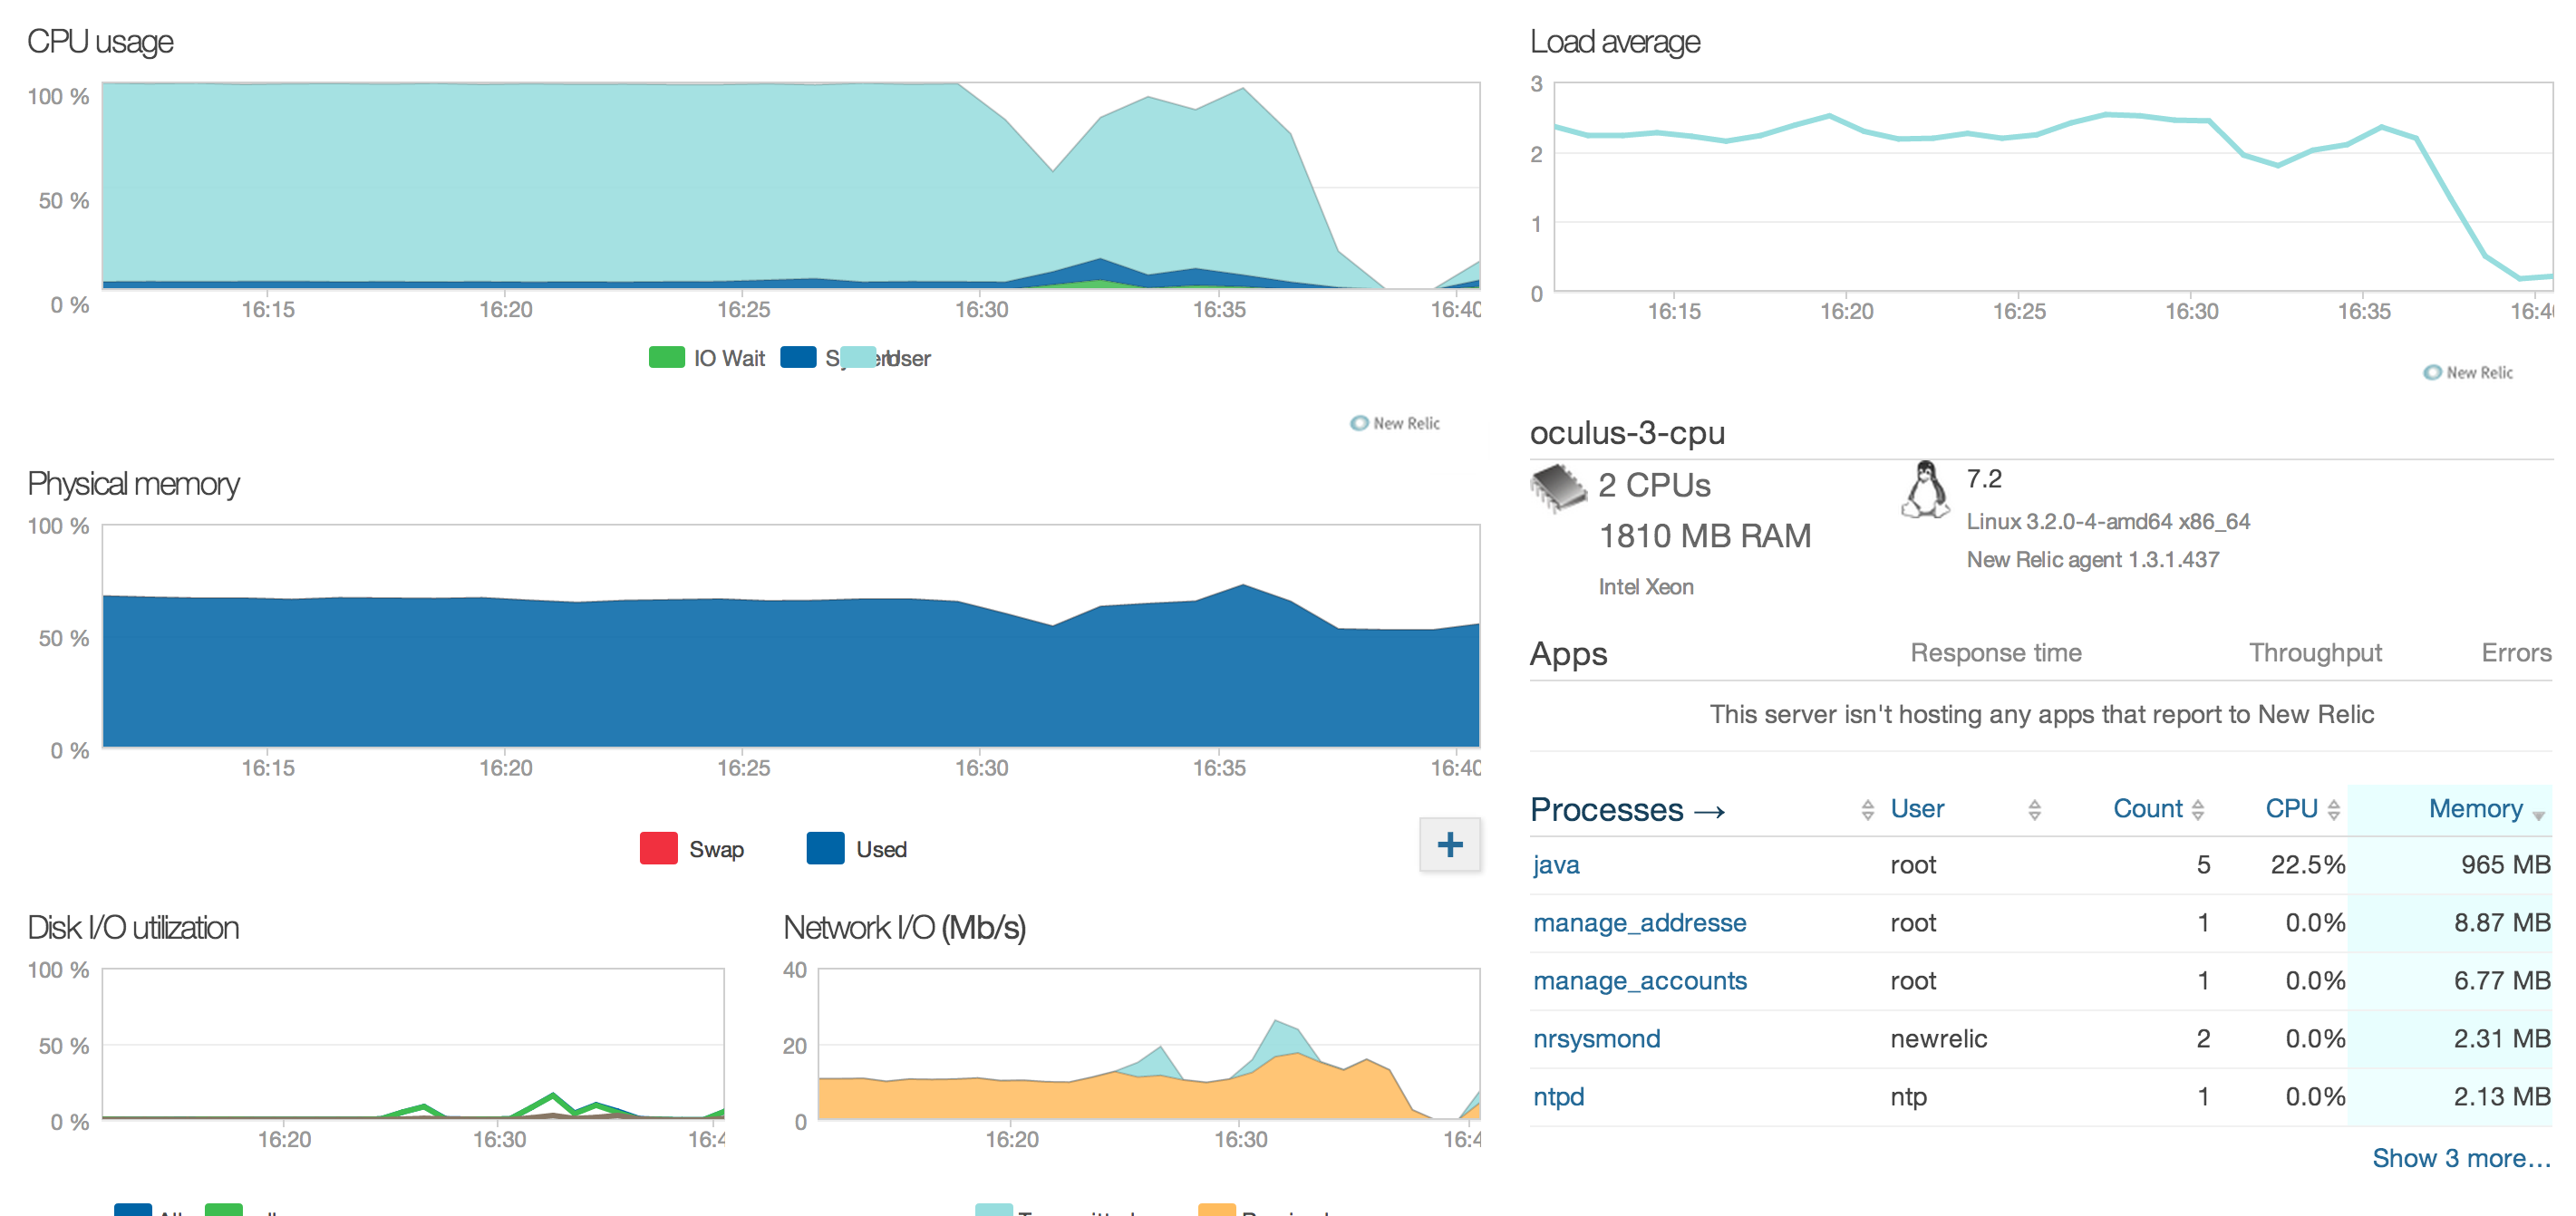 CPU usage
100 %
50 %
0 %
16:15 16:20 16:25 16:30 16:35 16:40
IO Wait User
New Relic
Load average
3
2
1
0
16:15 16:20 16:25 16:30 16:35
New Relic
Physical memory
100 %
50 %
0 %
16:15 16:20 16:25 16:30 16:35 16:40
Swap Used
+
Disk I/O utilization
100 %
50 %
0 %
16:20 16:30
Network I/O (Mb/s)
40
20
0
16:20 16:30
oculus-3-cpu
2 CPUs
1810 MB RAM
Intel Xeon
7.2
Linux 3.2.0-4-amd64 x86_64
New Relic agent 1.3.1.437
Apps Response time Throughput Errors
This server isn't hosting any apps that report to New Relic
Processes → User Count CPU Memory
java root 5 22.5% 965 MB
manage_addresse root 1 0.0% 8.87 MB
manage_accounts root 1 0.0% 6.77 MB
nrsysmond newrelic 2 0.0% 2.31 MB
ntpd ntp 1 0.0% 2.13 MB
Show 3 more...